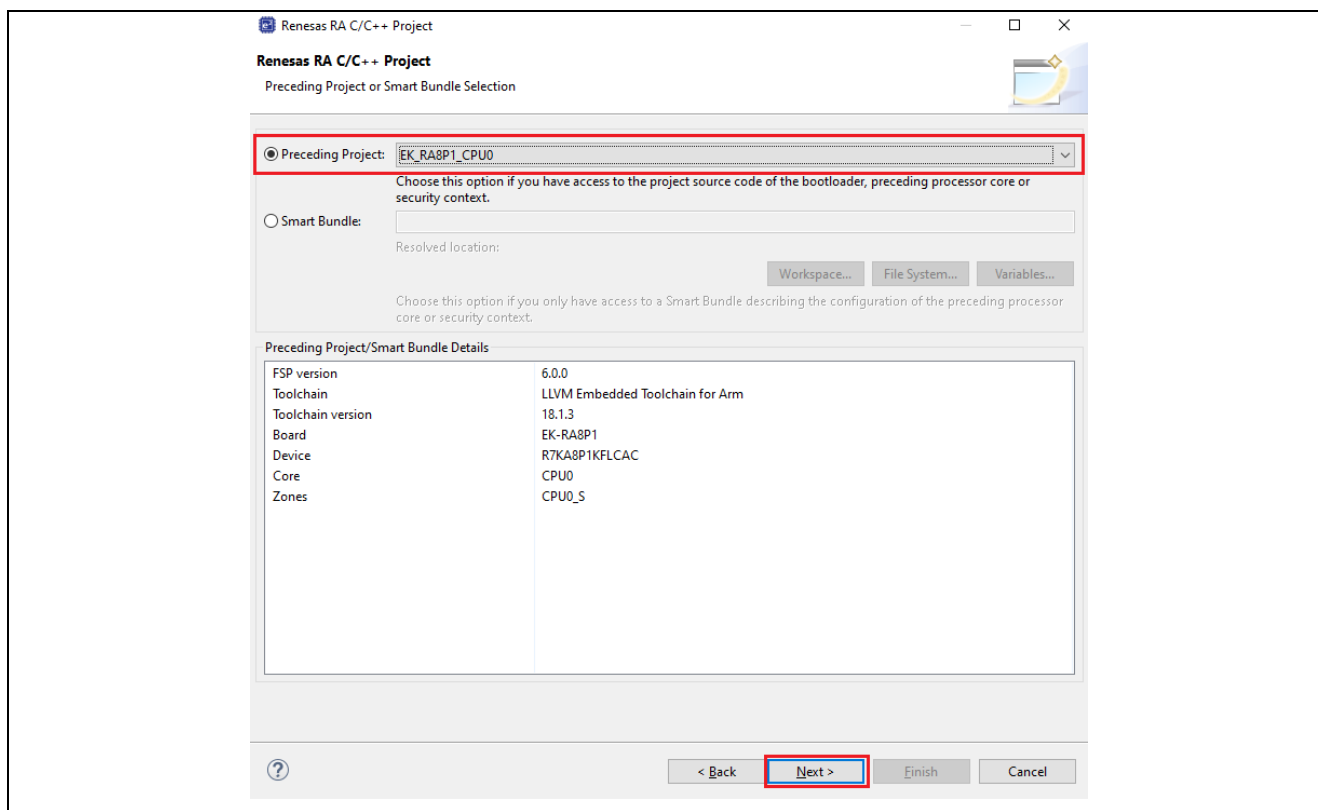 Renesas RA C/C++ Project
Renesas RA C/C++ Project
Preceding Project or Smart Bundle Selection
Preceding Project: EK_RA8P1_CPU0
Choose this option if you have access to the project source code of the bootloader, preceding processor core or
security context.
Smart Bundle:
Resolved location:
Workspace... File System... Variables...
Choose this option if you only have access to a Smart Bundle describing the configuration of the preceding processor
core or security context.
Preceding Project/Smart Bundle Details
FSP version 6.0.0
Toolchain LLVM Embedded Toolchain for Arm
Toolchain version 18.1.3
Board EK-RA8P1
Device R7KA8P1KFLCAC
Core CPU0
Zones CPU0_S
? < Back Next > Finish Cancel